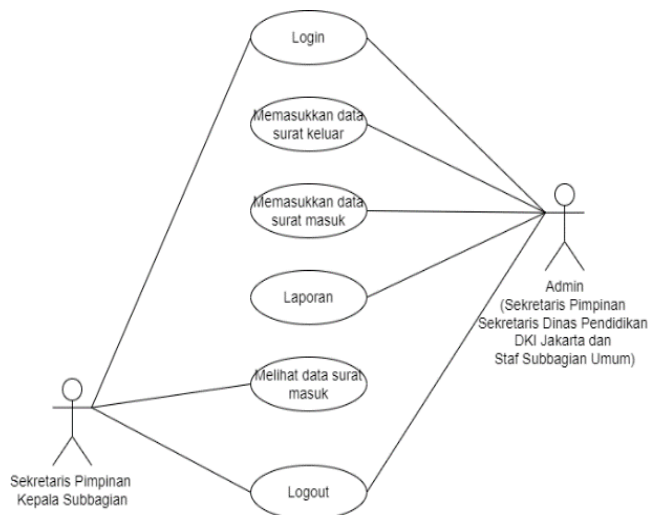 Login
Memasukkan data
surat keluar
Memasukkan data
surat masuk
Laporan
Melihat data surat
masuk
Logout
Admin
(Sekretaris Pimpinan
Sekretaris Dinas Pendidikan
DKI Jakarta dan
Staf Subbagian Umum)
Sekretaris Pimpinan
Kepala Subbagian